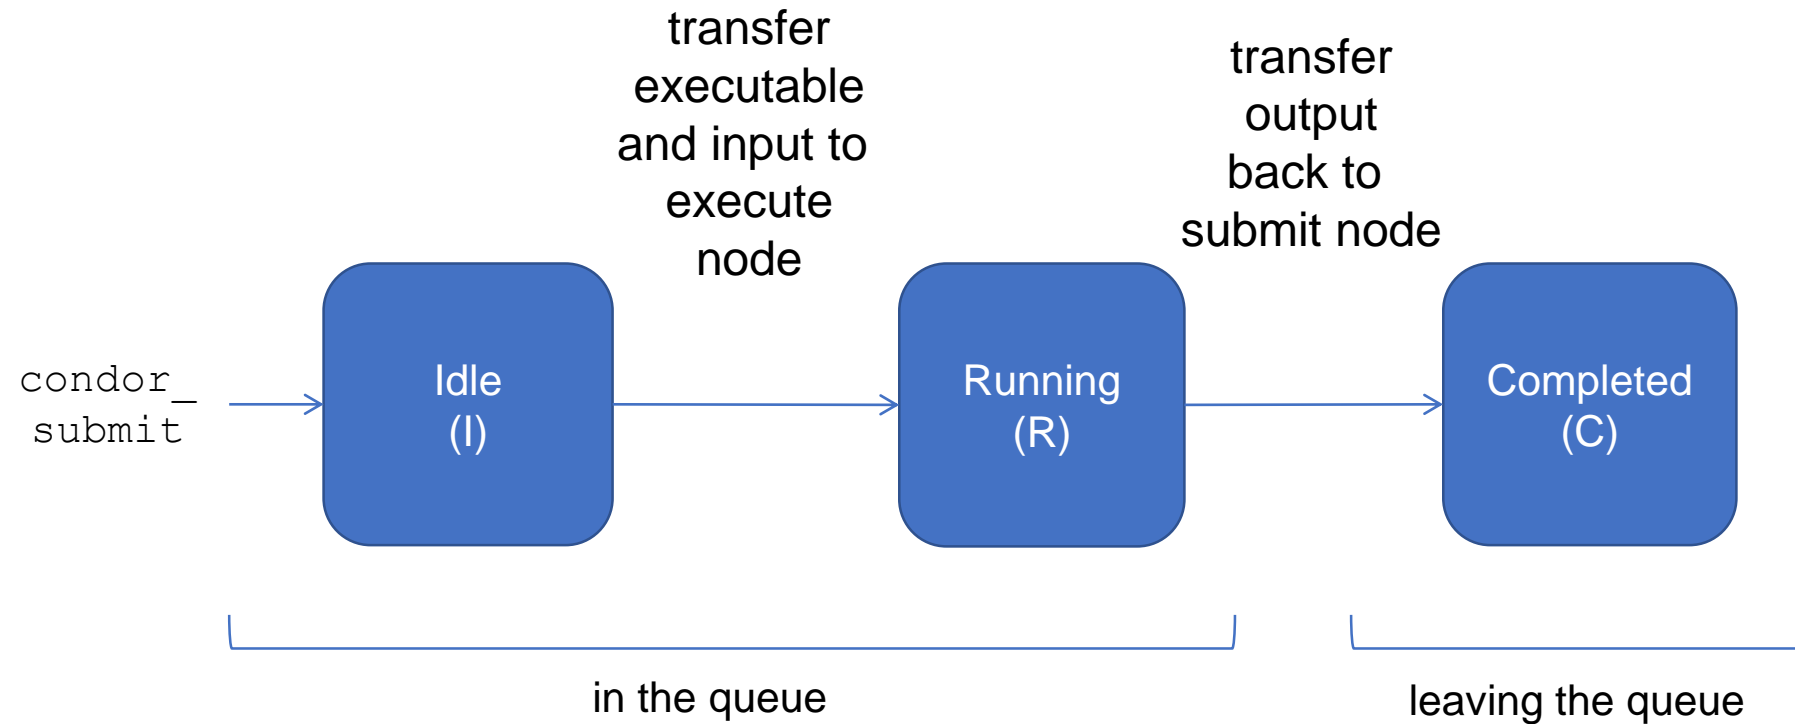 transfer
executable
and input to
execute
node
transfer
output
back to
submit node
condor_
submit
Idle
(I)
Running
(R)
Completed
(C)
in the queue
leaving the queue